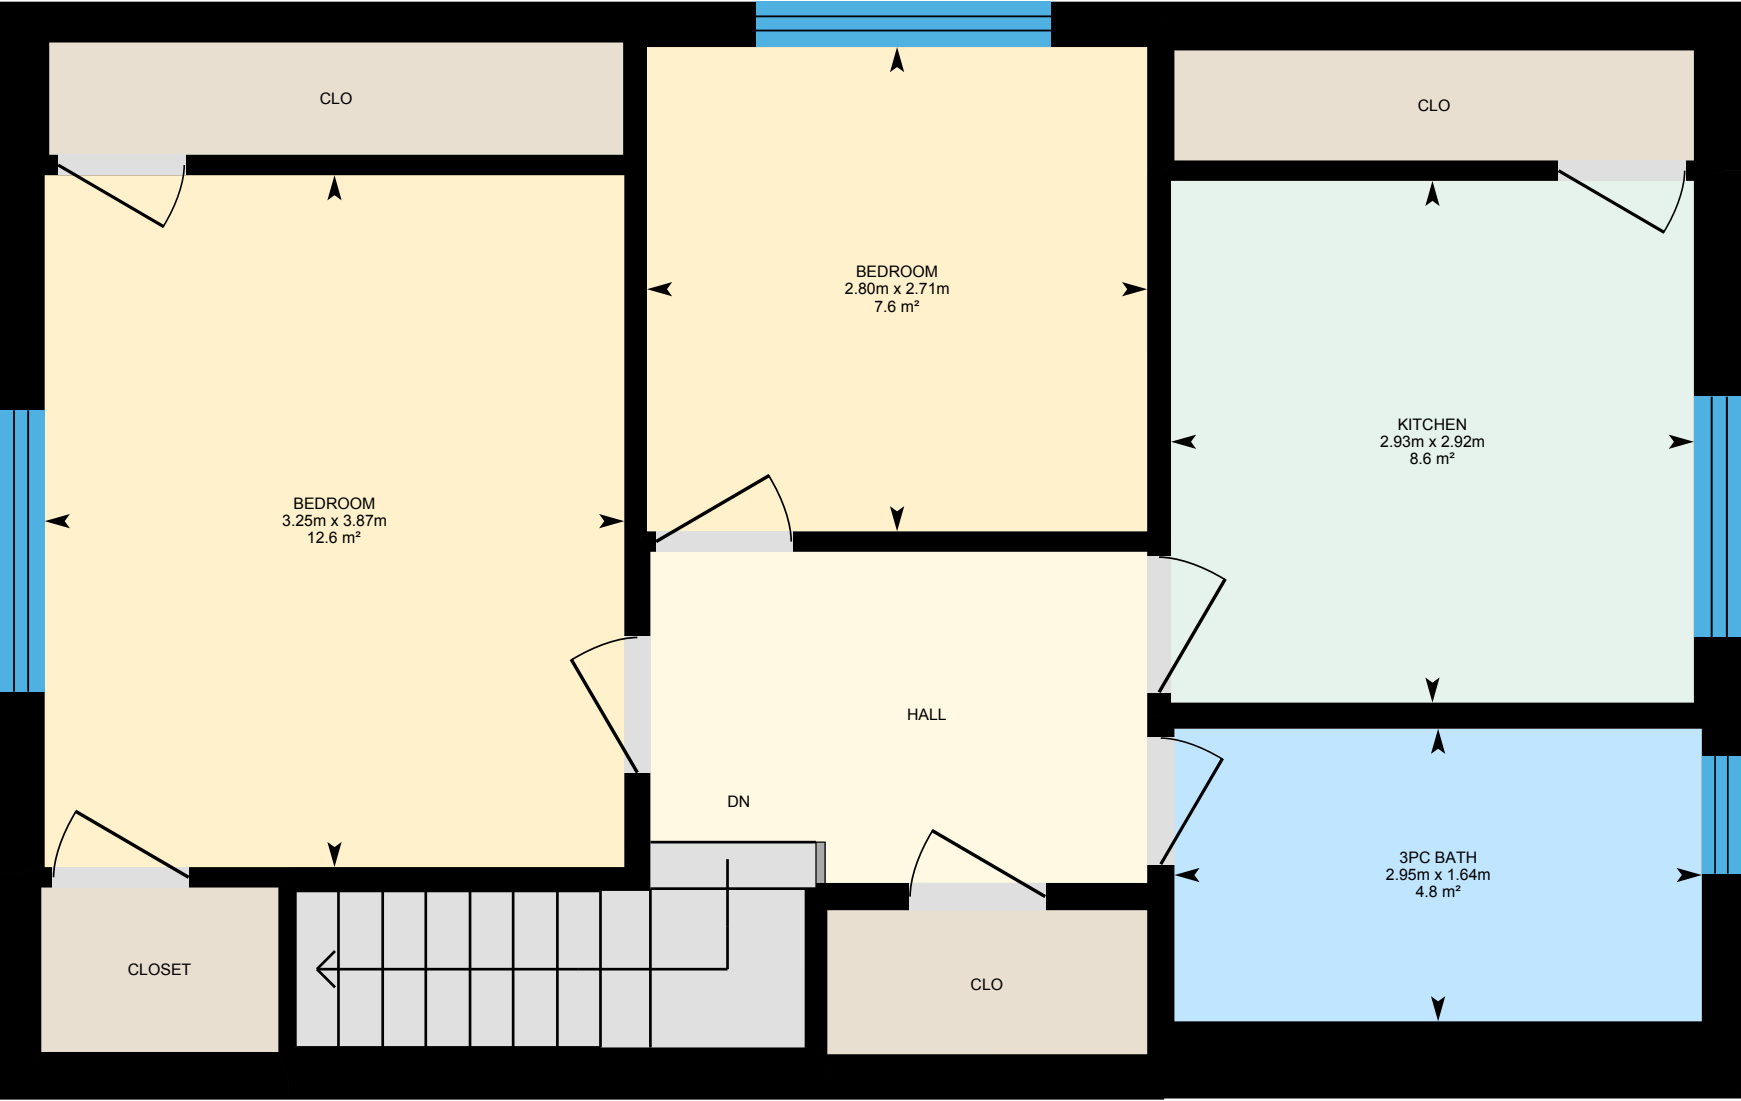 CLO
CLO
BEDROOM
2.80m x 2.71m
7.6 m²
KITCHEN
2.93m x 2.92m
8.6 m²
BEDROOM
3.25m x 3.87m
12.6 m²
HALL
DN
3PC BATH
2.95m x 1.64m
4.8 m²
CLOSET
CLO